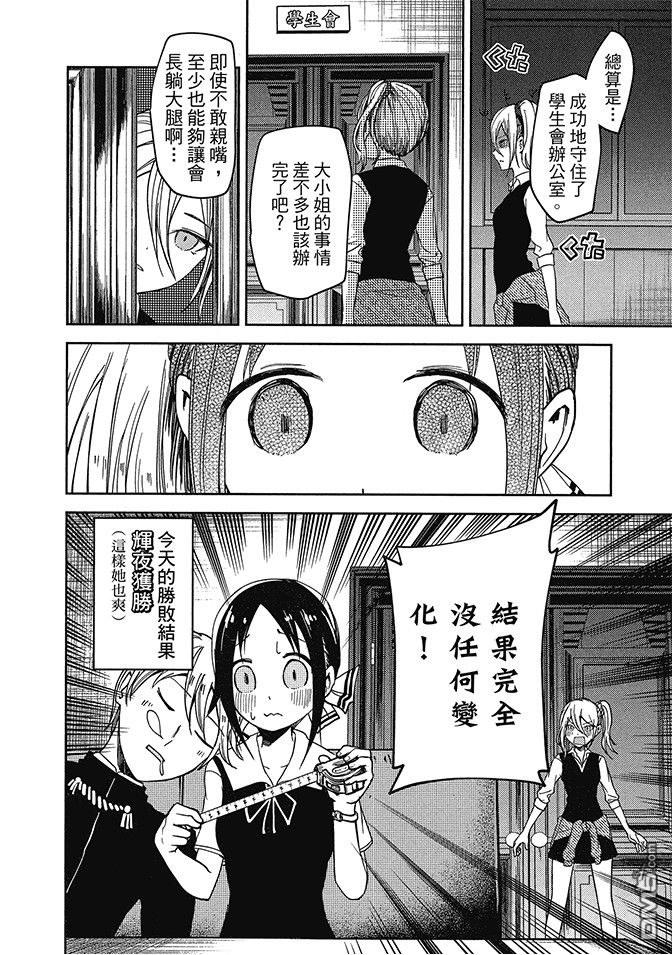 學生會
總算是…
成功地守住了
學生會辦公室。
大小姐的事情
差不多也該辦
完了吧?
即使不敢親嘴,
至少也能夠讓會
長躺大腿啊…
結果完全
沒任何變
化!
今天的勝敗結果
輝夜獲勝
(這樣她也爽)